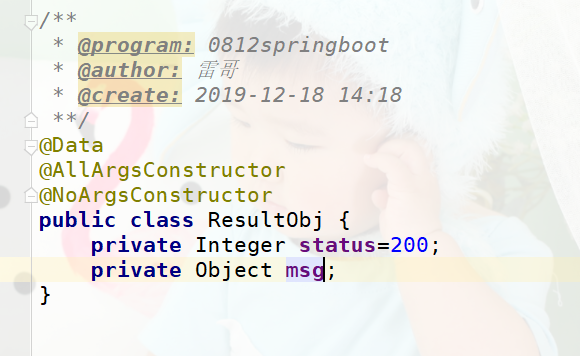 /**
 * @program: 0812springboot
 * @author: 雷哥
 * @create: 2019-12-18 14:18
 **/
@Data
@AllArgsConstructor
@NoArgsConstructor
public class ResultObj {
    private Integer status=200;
    private Object msg;
}